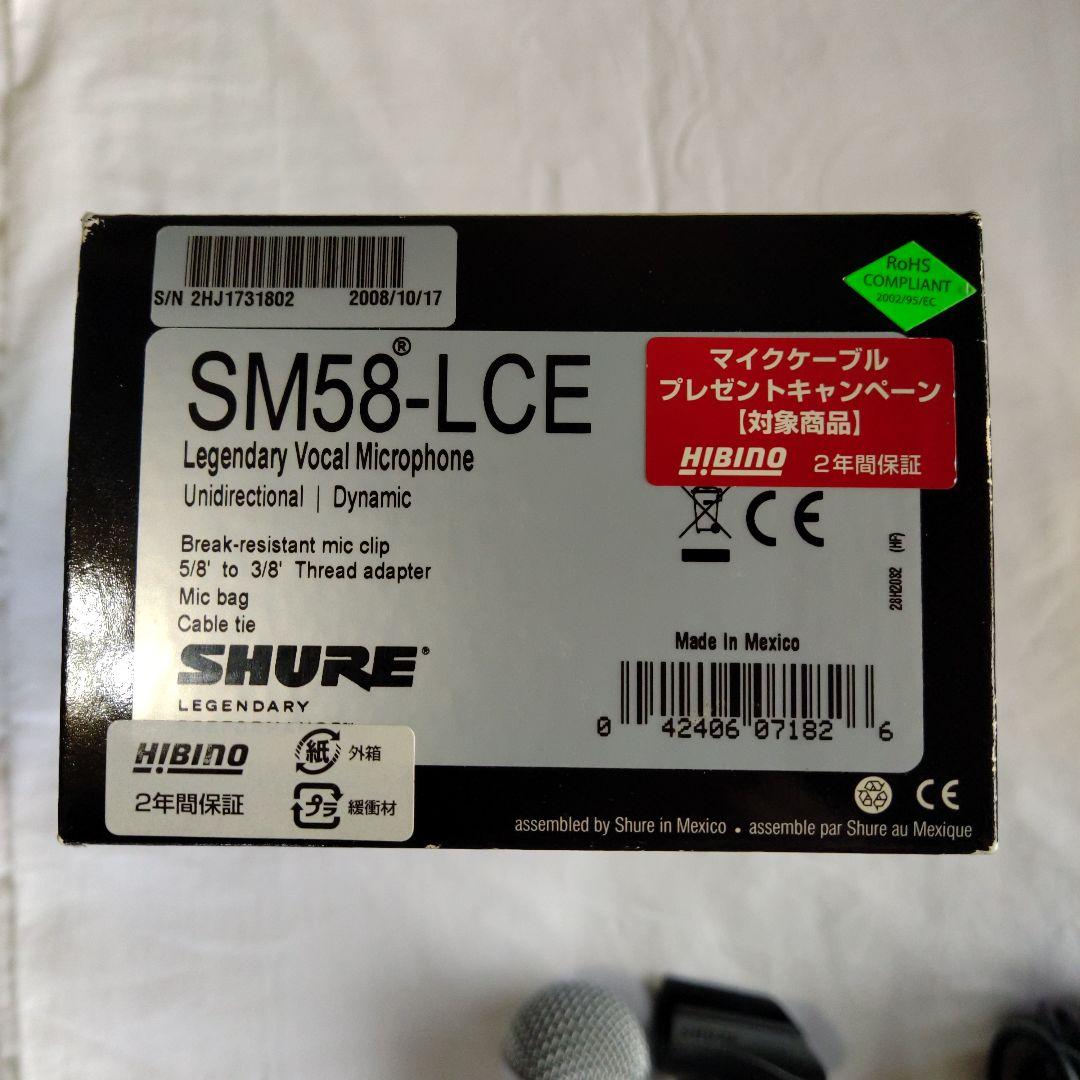 S/N 2HJ1731802 2008/10/17
RoHS
COMPLIANT
2002/95/EC
SM58®-LCE
Legendary Vocal Microphone
Unidirectional | Dynamic
マイクケーブル
プレゼントキャンペーン
【対象商品】
HIBINO 2年間保証
CE
28H2032 (HF)
Break-resistant mic clip
5/8' to 3/8' Thread adapter
Mic bag
Cable tie
SHURE®
LEGENDARY
Made In Mexico
0 42406 07182 6
HIBINO
2年間保証
紙 外箱
プラ 緩衝材
CE
assembled by Shure in Mexico • assemble par Shure au Mexique